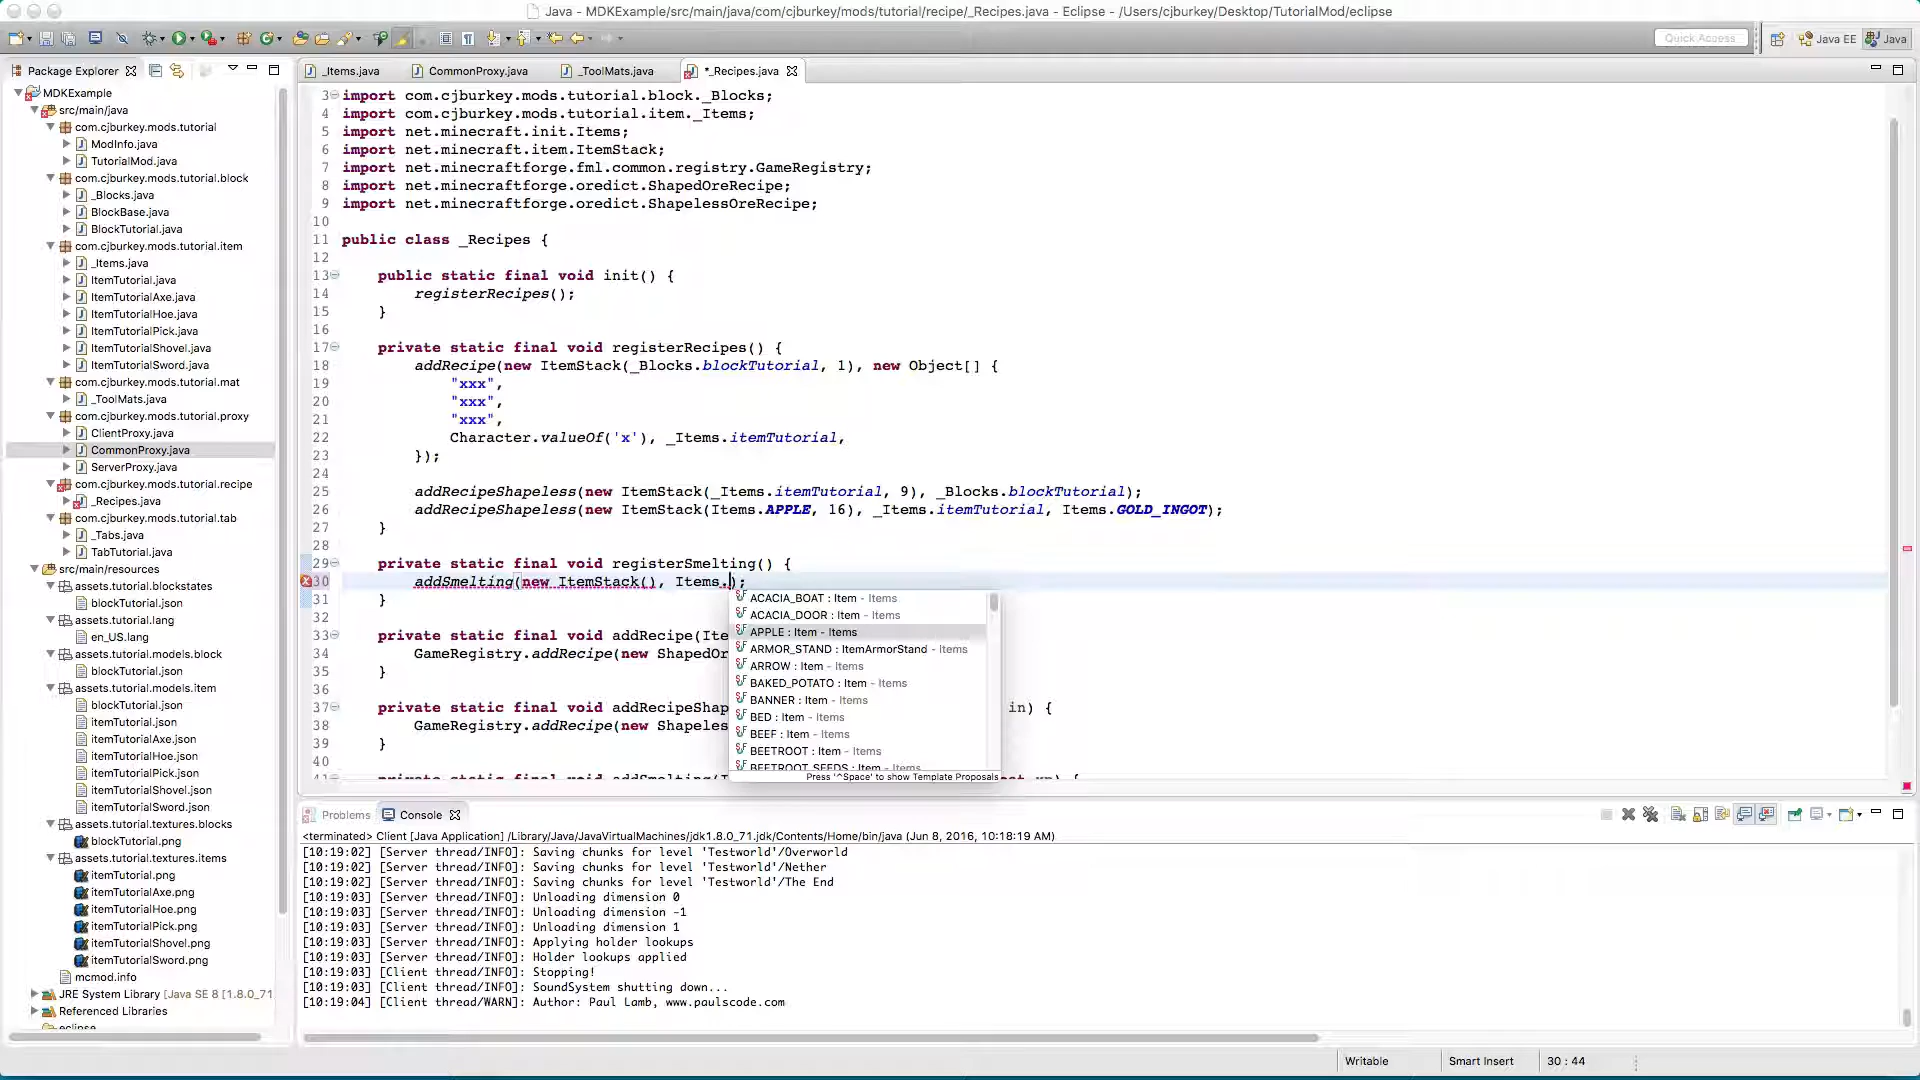 Java - MDKExample/src/main/java/com/cjburkey/mods/tutorial/recipe/_Recipes.java - Eclipse - /Users/cjburkey/Desktop/TutorialMod/eclipse
Quick Access
Java EE
Java
Package Explorer
_Items.java
CommonProxy.java
_ToolMats.java
*_Recipes.java
MDKExample
src/main/java
com.cjburkey.mods.tutorial
ModInfo.java
TutorialMod.java
com.cjburkey.mods.tutorial.block
_Blocks.java
BlockBase.java
BlockTutorial.java
com.cjburkey.mods.tutorial.item
_Items.java
ItemTutorial.java
ItemTutorialAxe.java
ItemTutorialHoe.java
ItemTutorialPick.java
ItemTutorialShovel.java
ItemTutorialSword.java
com.cjburkey.mods.tutorial.mat
_ToolMats.java
com.cjburkey.mods.tutorial.proxy
ClientProxy.java
CommonProxy.java
ServerProxy.java
com.cjburkey.mods.tutorial.recipe
_Recipes.java
com.cjburkey.mods.tutorial.tab
_Tabs.java
TabTutorial.java
src/main/resources
assets.tutorial.blockstates
blockTutorial.json
assets.tutorial.lang
en_US.lang
assets.tutorial.models.block
blockTutorial.json
assets.tutorial.models.item
blockTutorial.json
itemTutorial.json
itemTutorialAxe.json
itemTutorialHoe.json
itemTutorialPick.json
itemTutorialShovel.json
itemTutorialSword.json
assets.tutorial.textures.blocks
blockTutorial.png
assets.tutorial.textures.items
itemTutorial.png
itemTutorialAxe.png
itemTutorialHoe.png
itemTutorialPick.png
itemTutorialShovel.png
itemTutorialSword.png
mcmod.info
JRE System Library [Java SE 8 [1.8.0_71
Referenced Libraries
eclipse
3 import com.cjburkey.mods.tutorial.block._Blocks;
4 import com.cjburkey.mods.tutorial.item._Items;
5 import net.minecraft.init.Items;
6 import net.minecraft.item.ItemStack;
7 import net.minecraftforge.fml.common.registry.GameRegistry;
8 import net.minecraftforge.oredict.ShapedOreRecipe;
9 import net.minecraftforge.oredict.ShapelessOreRecipe;
10
11 public class _Recipes {
12
13 public static final void init() {
14 registerRecipes();
15 }
16
17 private static final void registerRecipes() {
18 addRecipe(new ItemStack(_Blocks.blockTutorial, 1), new Object[] {
19 "xxx",
20 "xxx",
21 "xxx",
22 Character.valueOf('x'), _Items.itemTutorial,
23 });
24
25 addRecipeShapeless(new ItemStack(_Items.itemTutorial, 9), _Blocks.blockTutorial);
26 addRecipeShapeless(new ItemStack(Items.APPLE, 16), _Items.itemTutorial, Items.GOLD_INGOT);
27 }
28
29 private static final void registerSmelting() {
30 addSmelting(new ItemStack(), Items.);
31 }
32
33 private static final void addRecipe(Ite
34 GameRegistry.addRecipe(new ShapedOr
35 }
36
37 private static final void addRecipeShap in) {
38 GameRegistry.addRecipe(new Shapeles
39 }
40
ACACIA_BOAT : Item - Items
ACACIA_DOOR : Item - Items
APPLE : Item - Items
ARMOR_STAND : ItemArmorStand - Items
ARROW : Item - Items
BAKED_POTATO : Item - Items
BANNER : Item - Items
BED : Item - Items
BEEF : Item - Items
BEETROOT : Item - Items
BEETROOT_SEEDS : Item - Items
Press '^Space' to show Template Proposals
Problems
Console
<terminated> Client [Java Application] /Library/Java/JavaVirtualMachines/jdk1.8.0_71.jdk/Contents/Home/bin/java (Jun 8, 2016, 10:18:19 AM)
[10:19:02] [Server thread/INFO]: Saving chunks for level 'Testworld'/Overworld
[10:19:02] [Server thread/INFO]: Saving chunks for level 'Testworld'/Nether
[10:19:02] [Server thread/INFO]: Saving chunks for level 'Testworld'/The End
[10:19:03] [Server thread/INFO]: Unloading dimension 0
[10:19:03] [Server thread/INFO]: Unloading dimension -1
[10:19:03] [Server thread/INFO]: Unloading dimension 1
[10:19:03] [Server thread/INFO]: Applying holder lookups
[10:19:03] [Server thread/INFO]: Holder lookups applied
[10:19:03] [Client thread/INFO]: Stopping!
[10:19:03] [Client thread/INFO]: SoundSystem shutting down...
[10:19:04] [Client thread/WARN]: Author: Paul Lamb, www.paulscode.com
Writable
Smart Insert
30 : 44